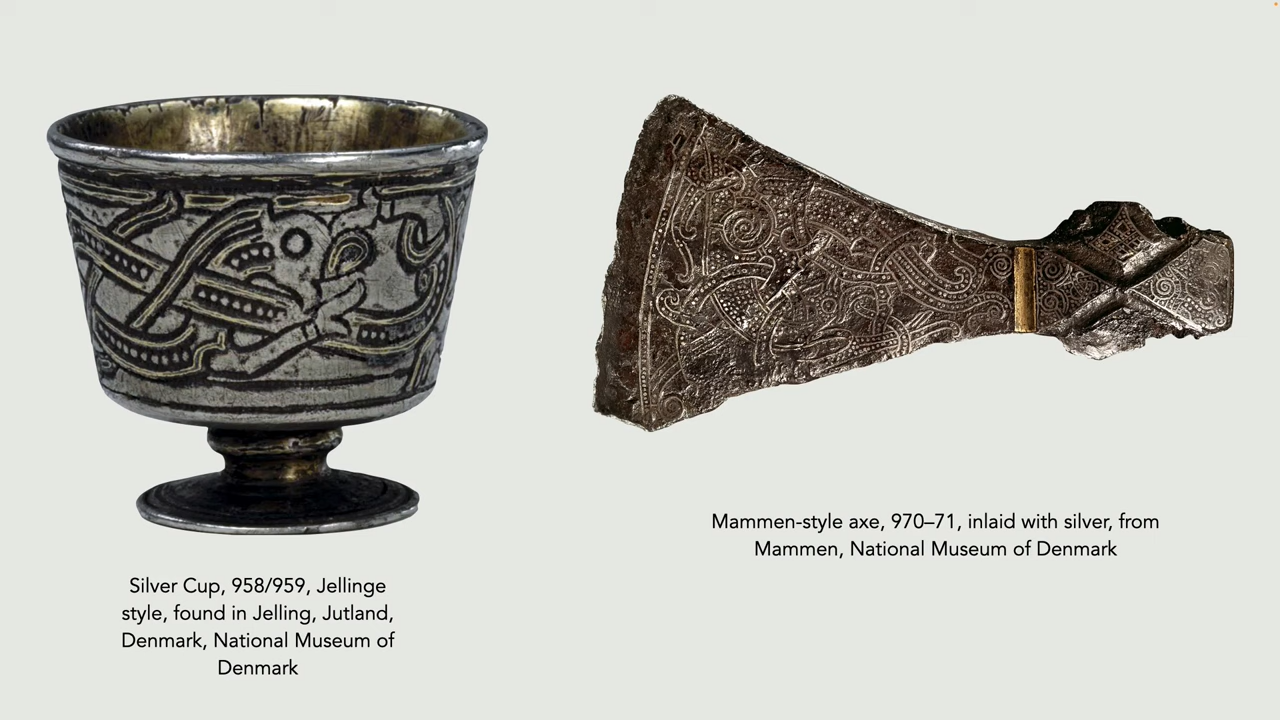 Silver Cup, 958/959, Jellinge
style, found in Jelling, Jutland,
Denmark, National Museum of
Denmark
Mammen-style axe, 970–71, inlaid with silver, from
Mammen, National Museum of Denmark